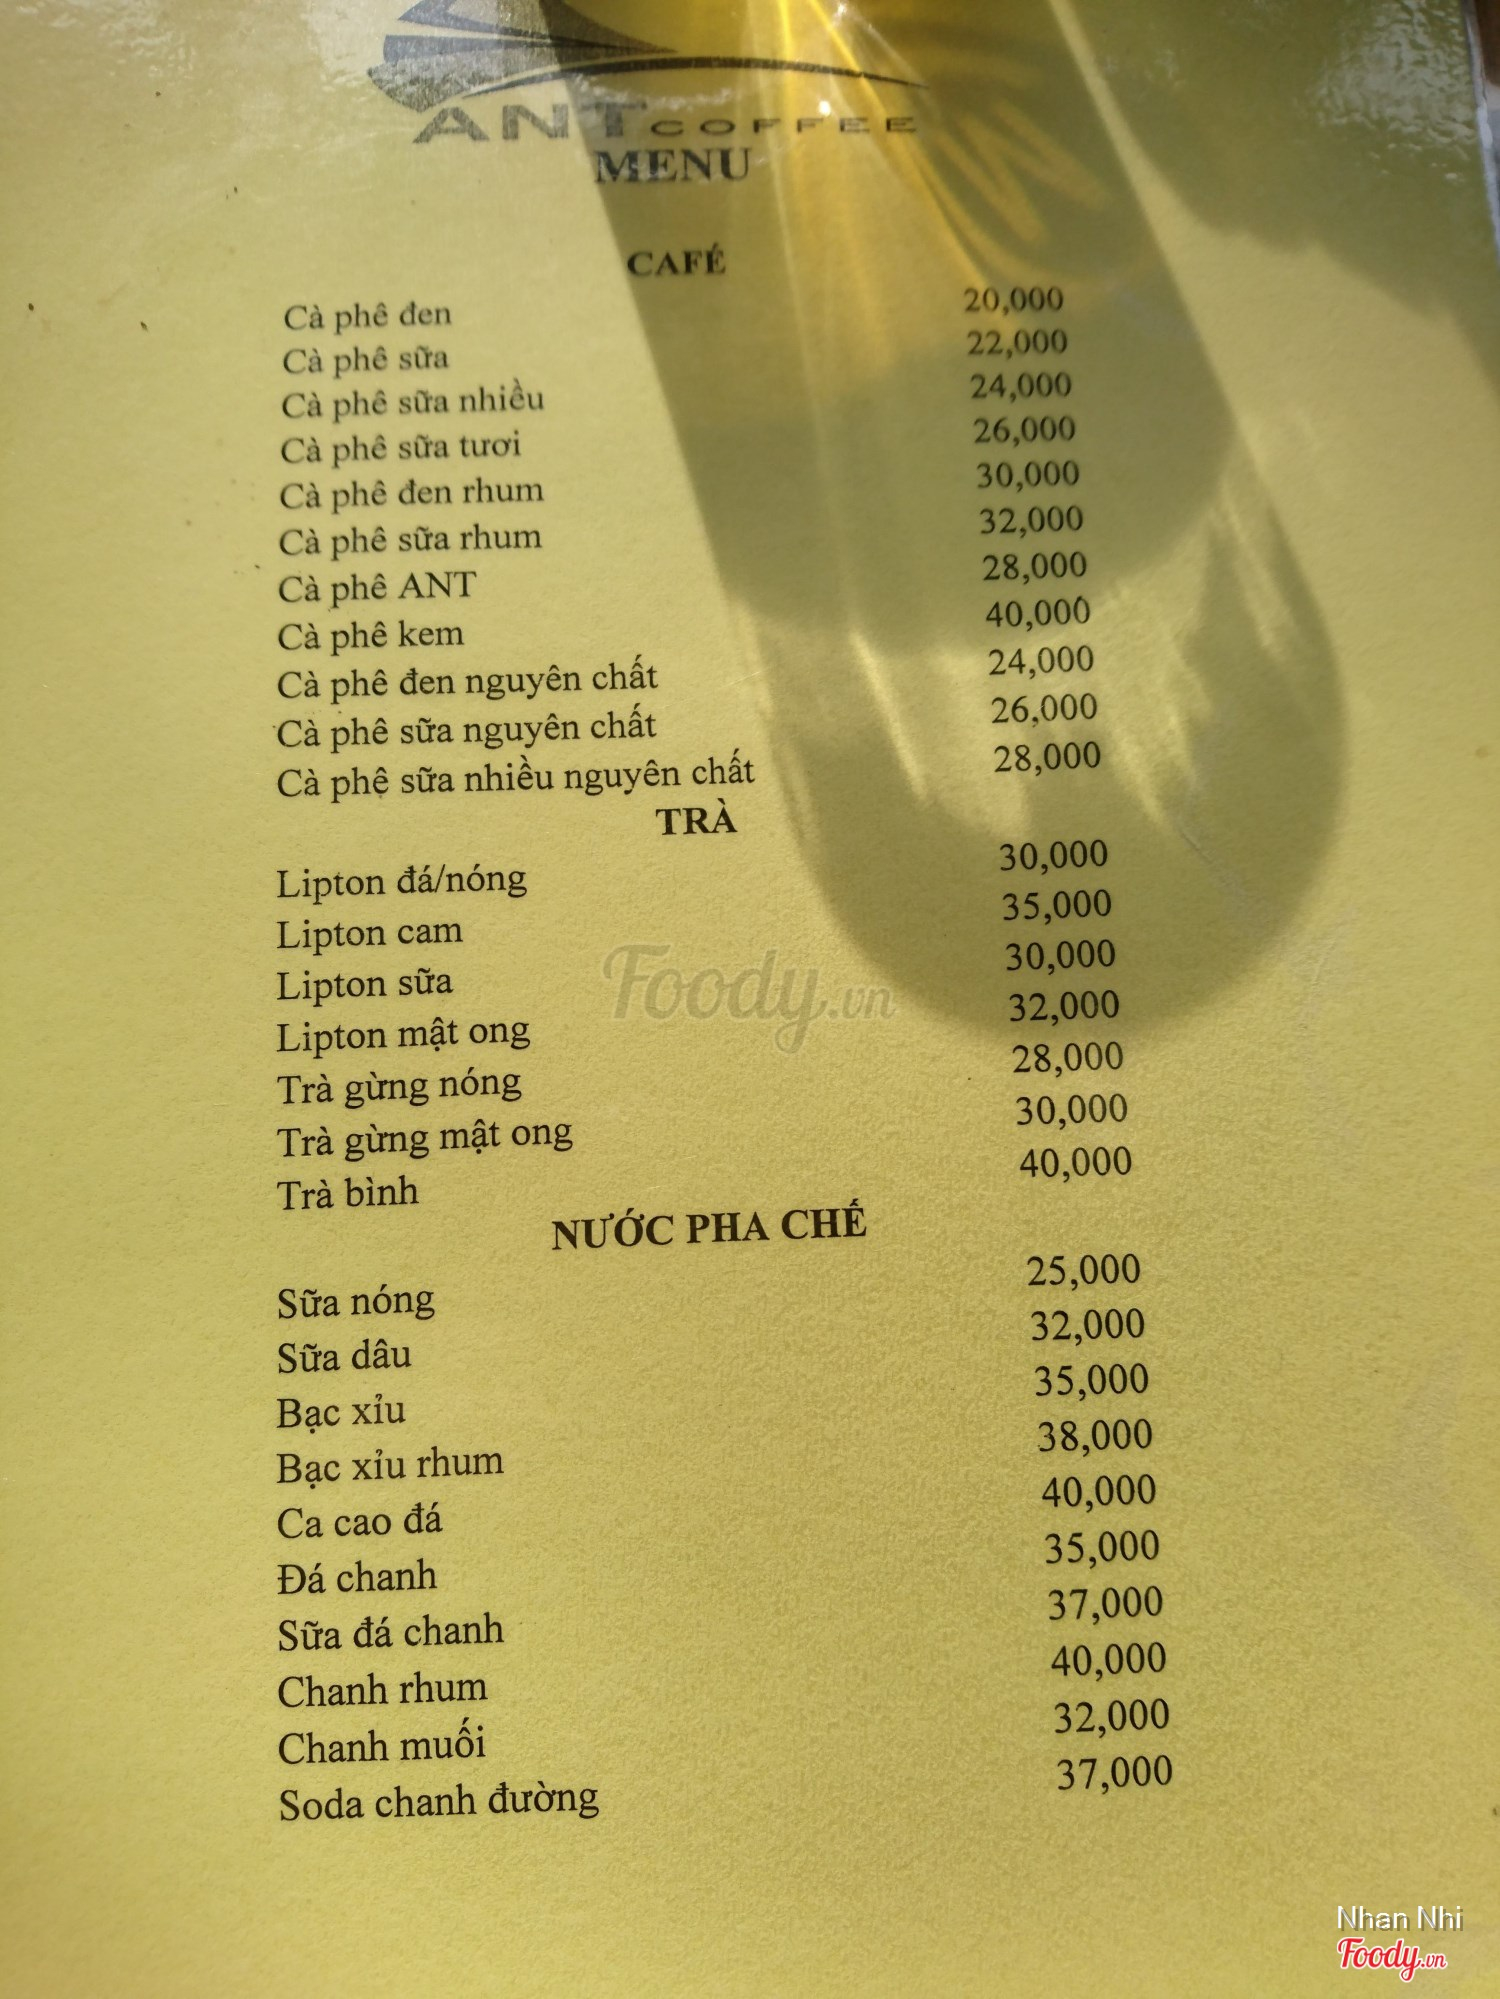 ANT COFFEE
MENU
CAFÉ
Cà phê đen 20,000
Cà phê sữa 22,000
Cà phê sữa nhiều 24,000
Cà phê sữa tươi 26,000
Cà phê đen rhum 30,000
Cà phê sữa rhum 32,000
Cà phê ANT 28,000
Cà phê kem 40,000
Cà phê đen nguyên chất 24,000
Cà phê sữa nguyên chất 26,000
Cà phê sữa nhiều nguyên chất 28,000
TRÀ
Lipton đá/nóng 30,000
Lipton cam 35,000
Lipton sữa 30,000
Lipton mật ong 32,000
Trà gừng nóng 28,000
Trà gừng mật ong 30,000
Trà bình 40,000
Foody.vn
NƯỚC PHA CHẾ
Sữa nóng 25,000
Sữa dâu 32,000
Bạc xỉu 35,000
Bạc xỉu rhum 38,000
Ca cao đá 40,000
Đá chanh 35,000
Sữa đá chanh 37,000
Chanh rhum 40,000
Chanh muối 32,000
Soda chanh đường 37,000
Nhan Nhi
Foody.vn